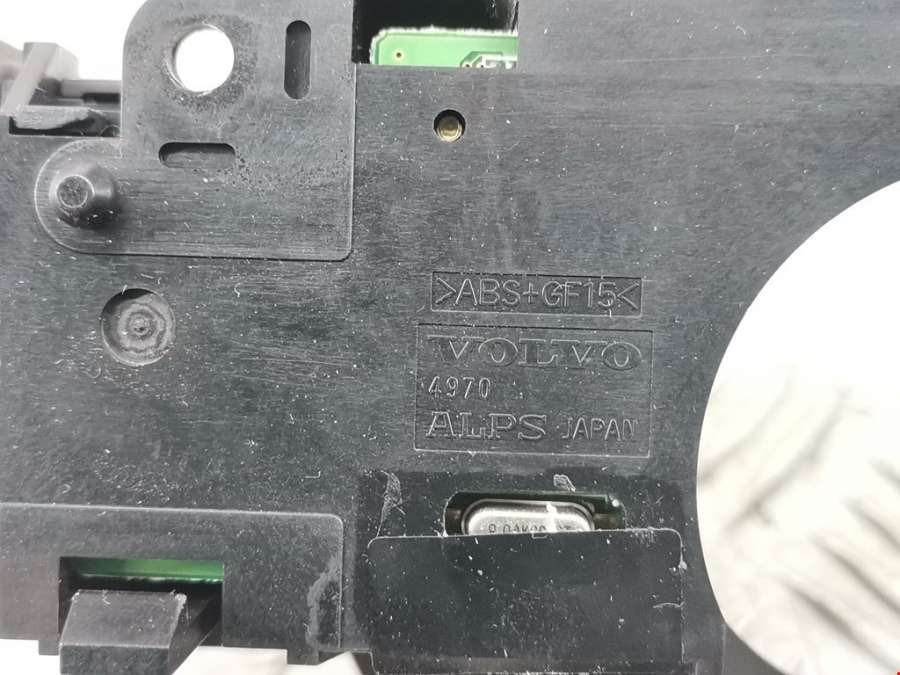 >ABS+GF15<
VOLVO
4970
ALPS JAPAN